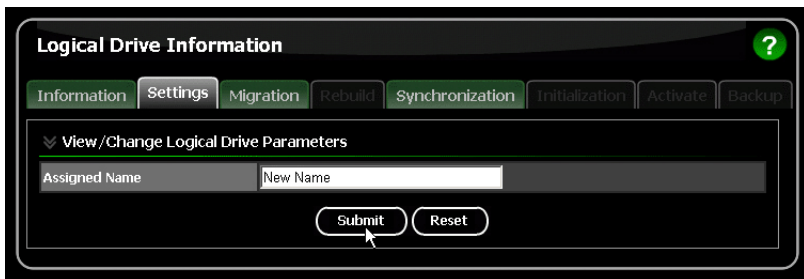 Logical Drive Information
?
Information Settings Migration Rebuild Synchronization Initialization Activate Backup
View/Change Logical Drive Parameters
Assigned Name New Name
Submit Reset